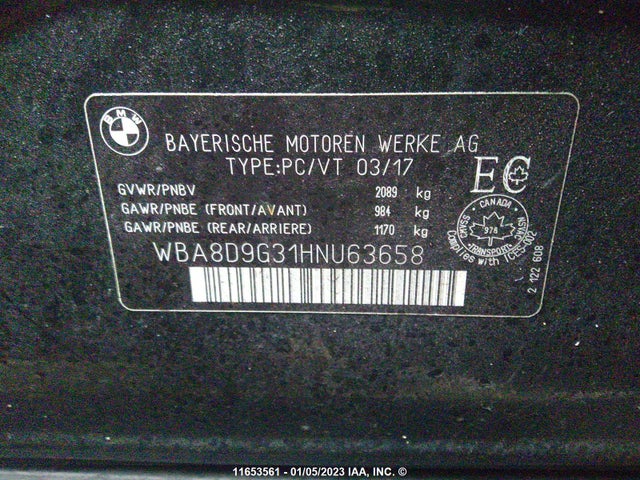 BMW
BAYERISCHE MOTOREN WERKE AG
TYPE:PC/VT 03/17
EC
GVWR/PNBV 2089 kg
GAWR/PNBE (FRONT/AVANT) 984 kg
GAWR/PNBE (REAR/ARRIERE) 1170 kg
CANADA
976
TRANSPORT
Complies with ICES-002
WBA8D9G31HNU63658
2 122 608
11653561 - 01/05/2023 IAA, INC. ©